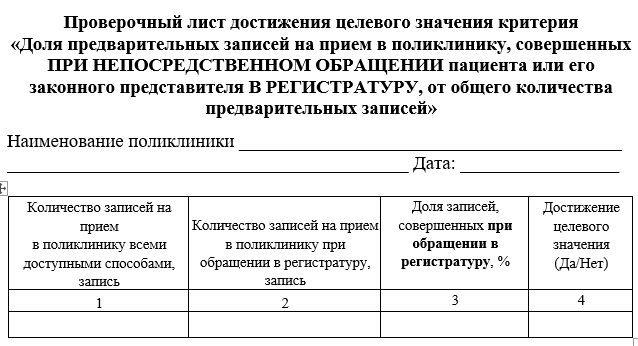 Проверочный лист достижения целевого значения критерия
«Доля предварительных записей на прием в поликлинику, совершенных
ПРИ НЕПОСРЕДСТВЕННОМ ОБРАЩЕНИИ пациента или его
законного представителя В РЕГИСТРАТУРУ, от общего количества
предварительных записей»
Наименование поликлиники ____________________
____________________ Дата: __________
Количество записей на
прием
в поликлинику всеми
доступными способами,
запись
Количество записей на прием
в поликлинику при
обращении в регистратуру,
запись
Доля записей,
совершенных при
обращении в
регистратуру, %
Достижение
целевого
значения
(Да/Нет)
1
2
3
4